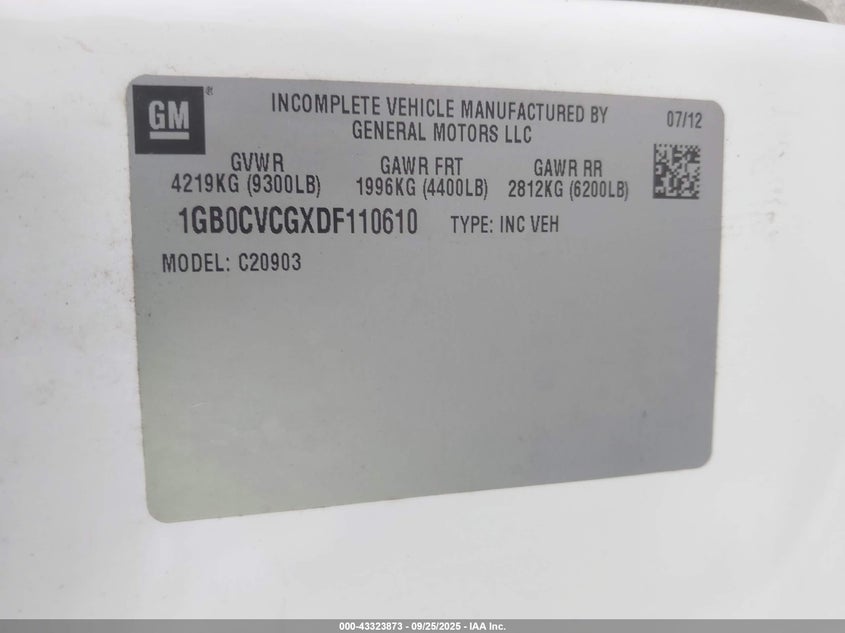 GM®
INCOMPLETE VEHICLE MANUFACTURED BY
GENERAL MOTORS LLC
07/12
GVWR GAWR FRT GAWR RR
4219KG (9300LB) 1996KG (4400LB) 2812KG (6200LB)
1GB0CVCGXDF110610 TYPE: INC VEH
MODEL: C20903
000-43323873 - 09/25/2025 - IAA Inc.